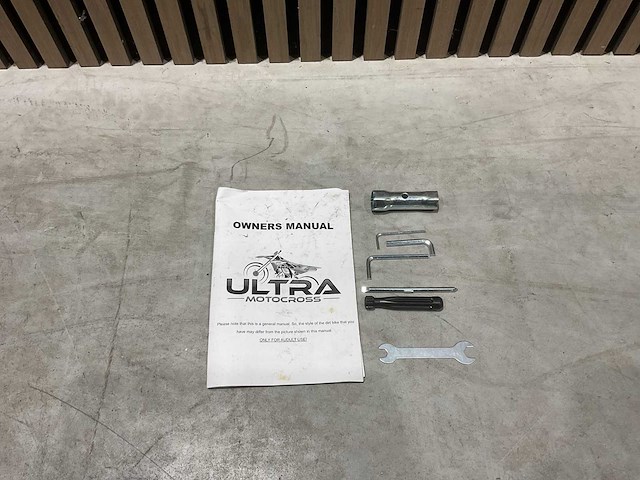 OWNERS MANUAL
ULTRA
MOTOCROSS
Please note that this is a general manual. So, the style of the dirt bike that you
have may differ from the picture shown in this manual.
ONLY FOR AUDULT USE!